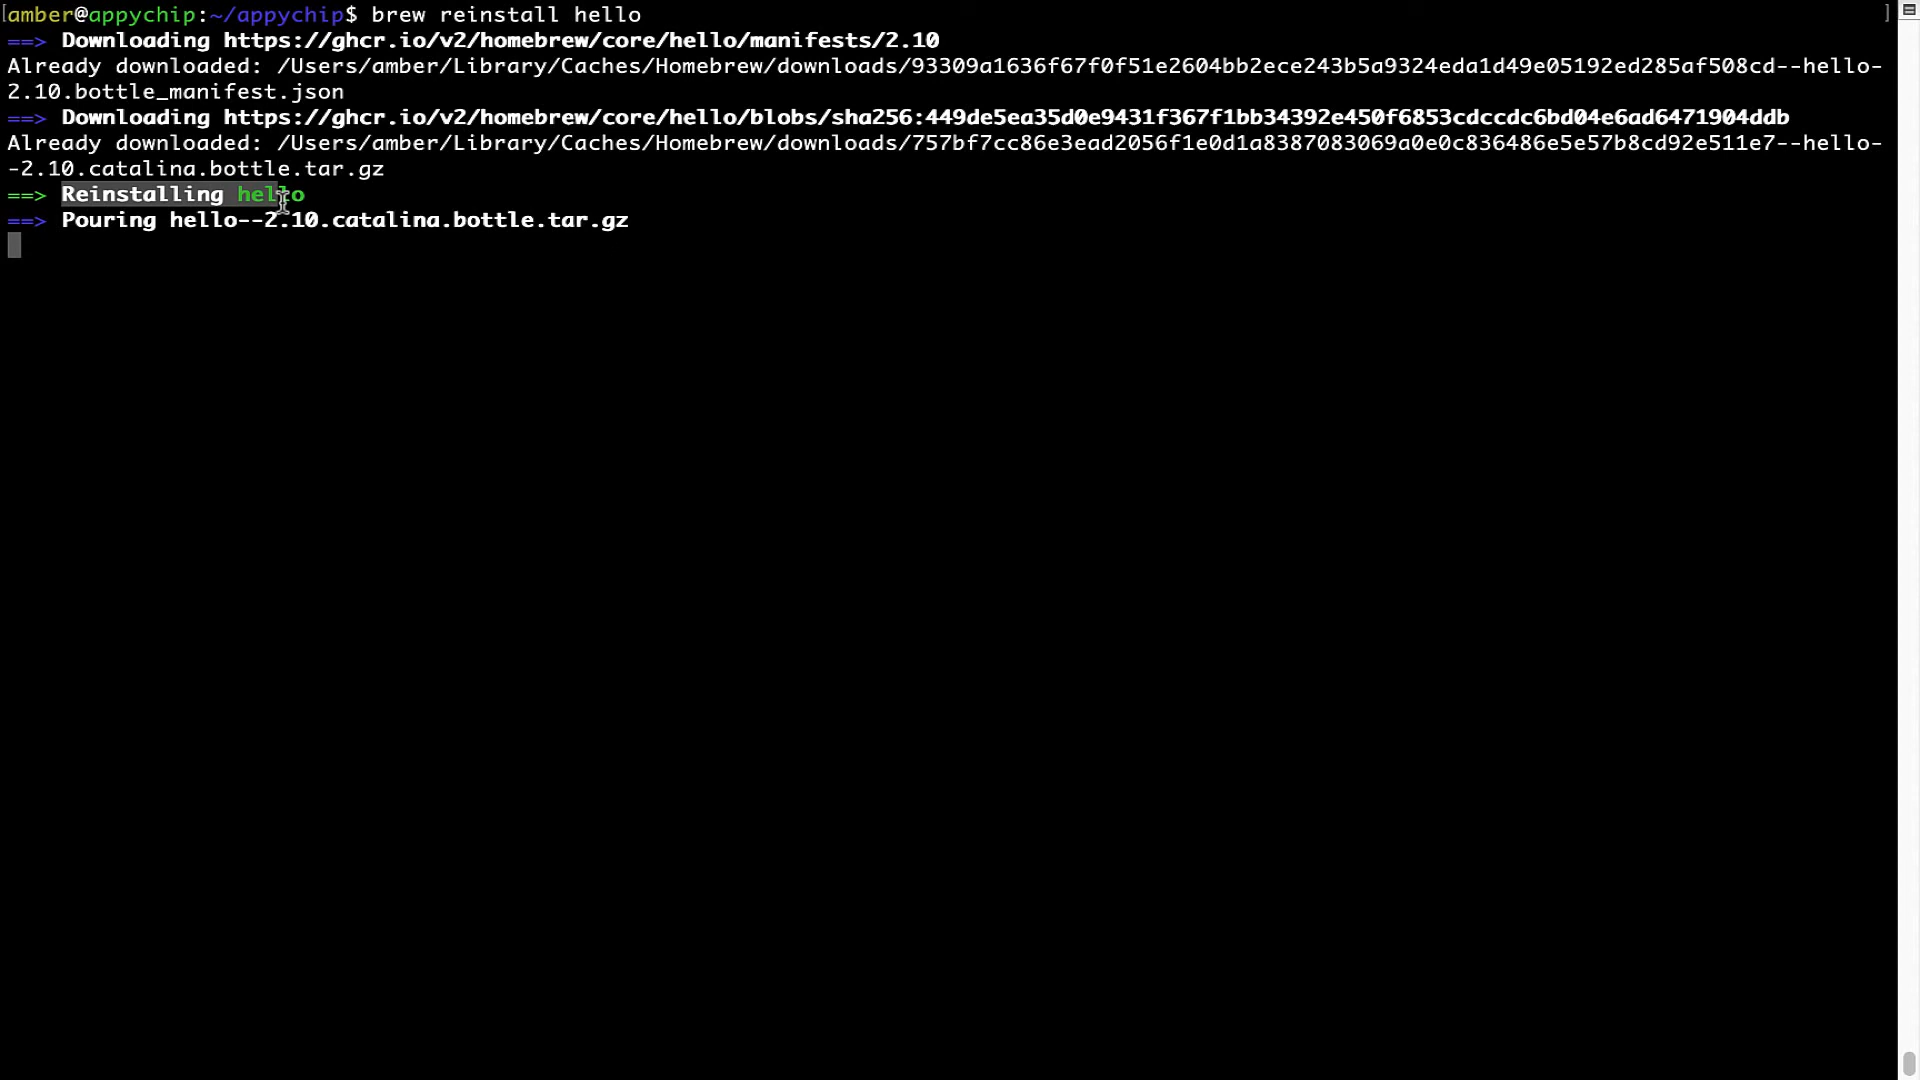 [amber@appychip:~/appychip$ brew reinstall hello ]
==> Downloading https://ghcr.io/v2/homebrew/core/hello/manifests/2.10
Already downloaded: /Users/amber/Library/Caches/Homebrew/downloads/93309a1636f67f0f51e2604bb2ece243b5a9324eda1d49e05192ed285af508cd--hello-
2.10.bottle_manifest.json
==> Downloading https://ghcr.io/v2/homebrew/core/hello/blobs/sha256:449de5ea35d0e9431f367f1bb34392e450f6853cdccdc6bd04e6ad6471904ddb
Already downloaded: /Users/amber/Library/Caches/Homebrew/downloads/757bf7cc86e3ead2056f1e0d1a8387083069a0e0c836486e5e57b8cd92e511e7--hello-
-2.10.catalina.bottle.tar.gz
==> Reinstalling hello
==> Pouring hello--2.10.catalina.bottle.tar.gz